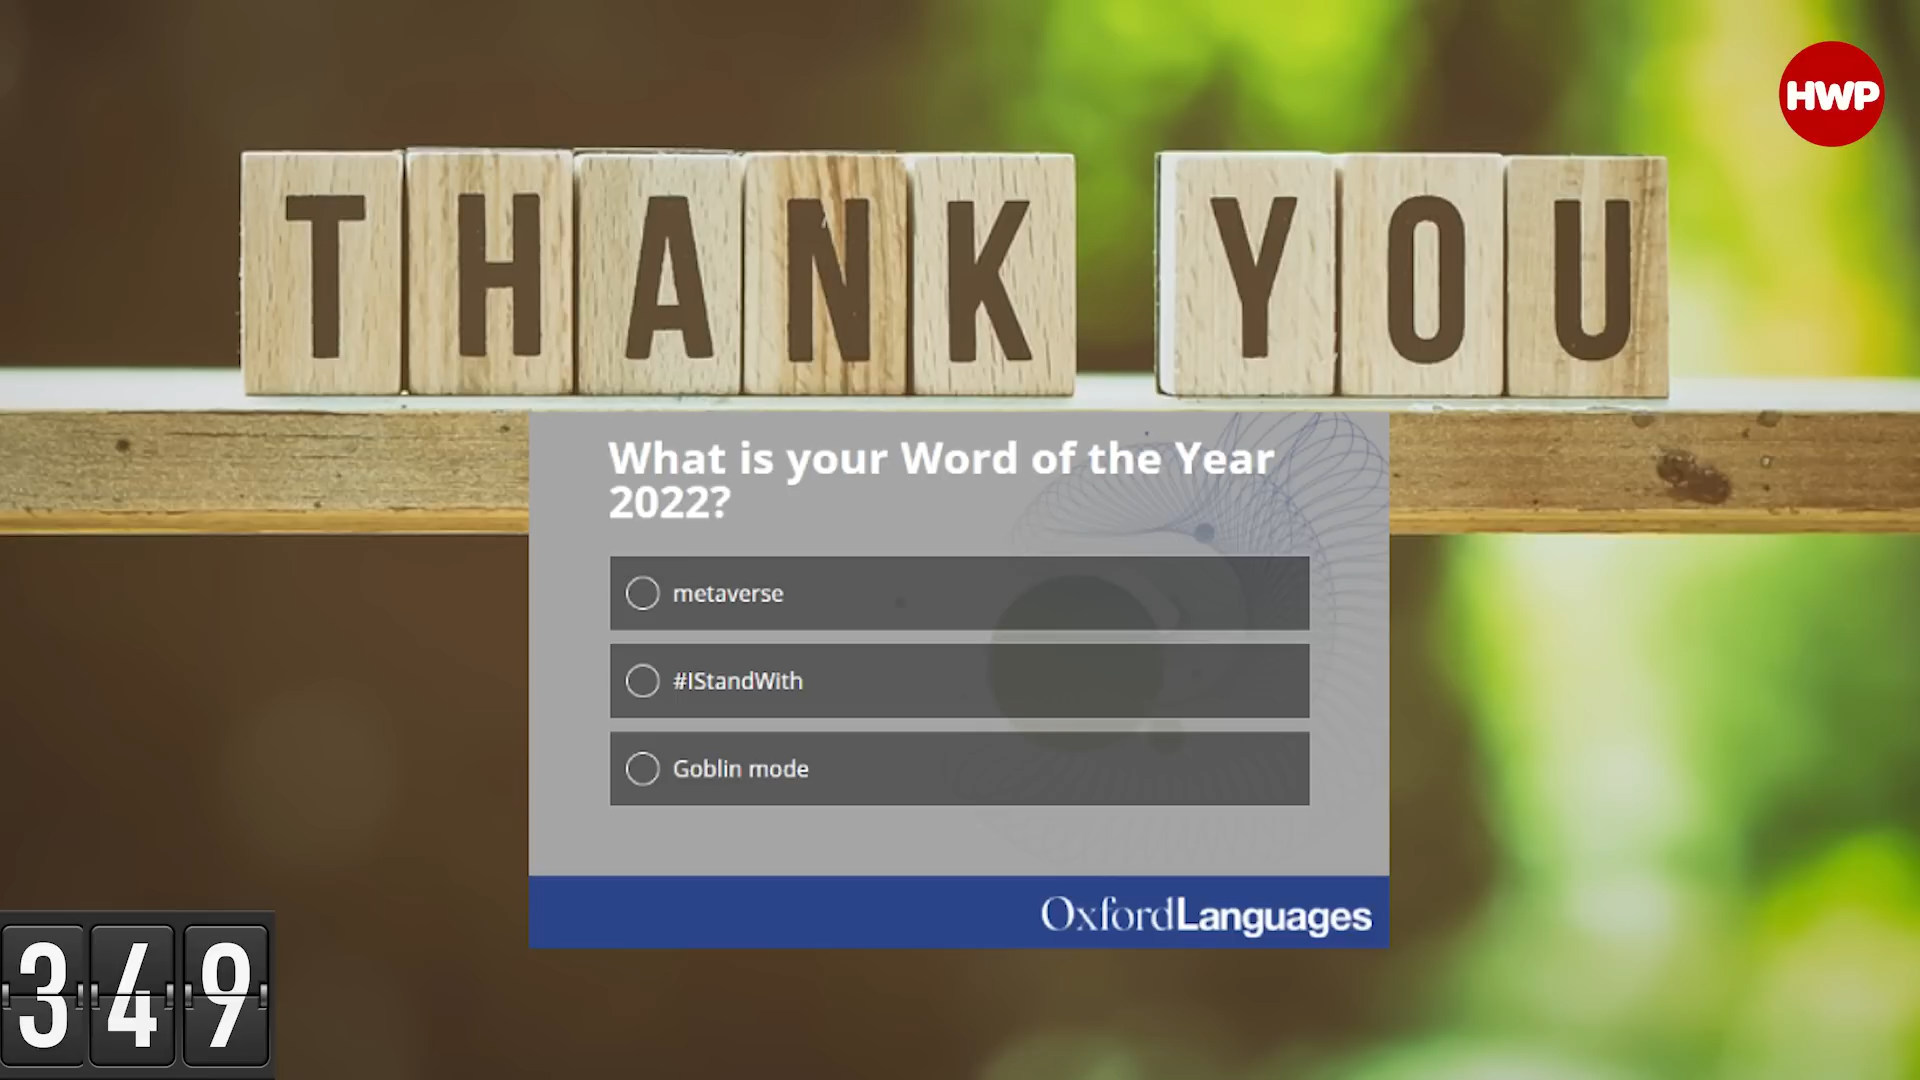 HWP
THANK YOU
What is your Word of the Year
2022?
metaverse
#IStandWith
Goblin mode
OxfordLanguages
349